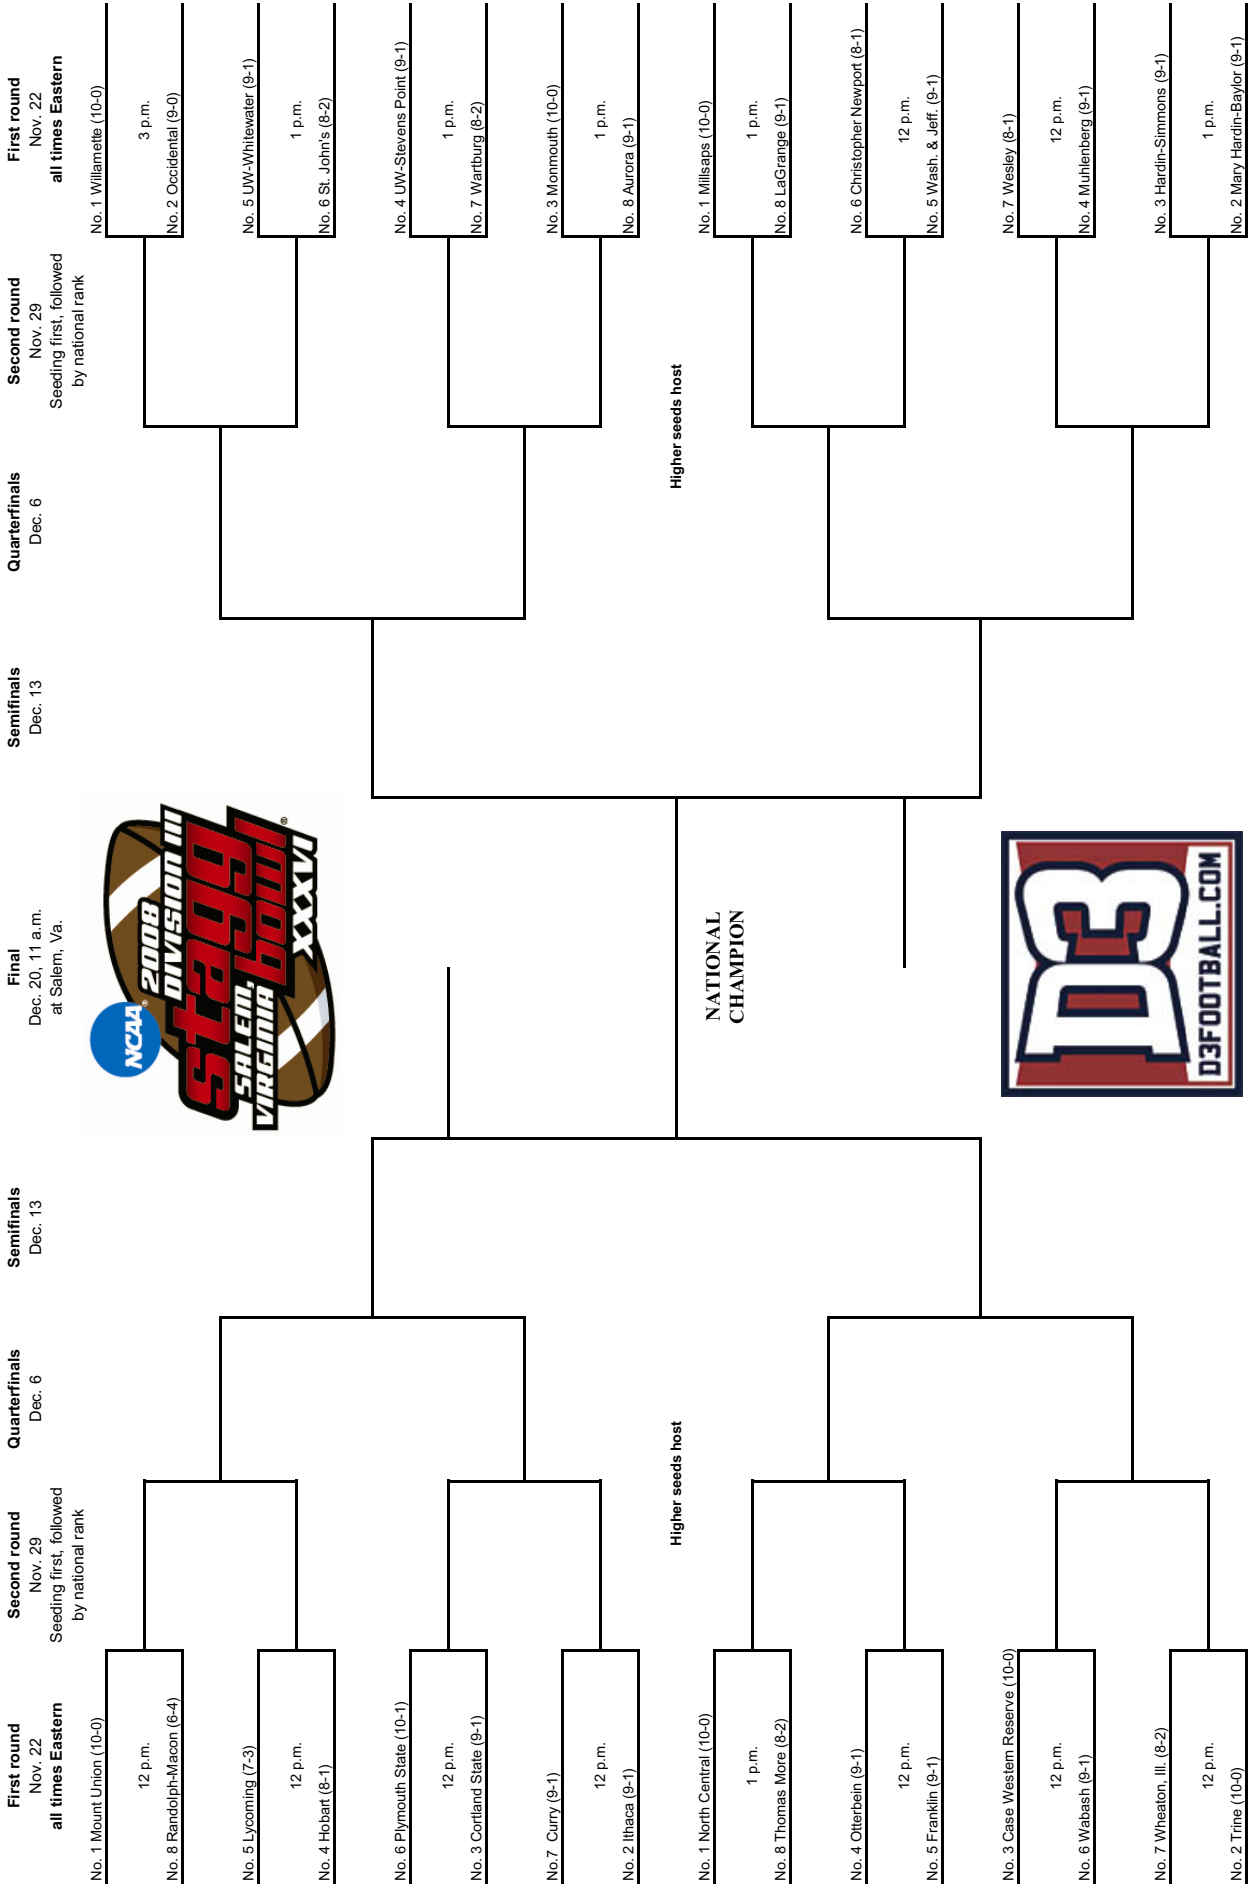 First round
Nov. 22
all times Eastern
Second round
Nov. 29
Seeding first, followed
by national rank
Quarterfinals
Dec. 6
Semifinals
Dec. 13
Final
Dec. 20, 11 a.m.
at Salem, Va.
Semifinals
Dec. 13
Quarterfinals
Dec. 6
Second round
Nov. 29
Seeding first, followed
by national rank
First round
Nov. 22
all times Eastern
No. 1 Mount Union (10-0)
12 p.m.
No. 8 Randolph-Macon (6-4)
No. 5 Lycoming (7-3)
12 p.m.
No. 4 Hobart (8-1)
No. 6 Plymouth State (10-1)
12 p.m.
No. 3 Cortland State (9-1)
No.7 Curry (9-1)
12 p.m.
No. 2 Ithaca (9-1)
Higher seeds host
No. 1 North Central (10-0)
1 p.m.
No. 8 Thomas More (8-2)
No. 4 Otterbein (9-1)
12 p.m.
No. 5 Franklin (9-1)
No. 3 Case Western Reserve (10-0)
12 p.m.
No. 6 Wabash (9-1)
No. 7 Wheaton, Ill. (8-2)
12 p.m.
No. 2 Trine (10-0)
NCAA®
2008
DIVISION III
stagg
SALEM,
VIRGINIA
bowl®
XXXVI
NATIONAL
CHAMPION
D3
D3FOOTBALL.COM
No. 1 Willamette (10-0)
3 p.m.
No. 2 Occidental (9-0)
No. 5 UW-Whitewater (9-1)
1 p.m.
No. 6 St. John's (8-2)
No. 4 UW-Stevens Point (9-1)
1 p.m.
No. 7 Wartburg (8-2)
No. 3 Monmouth (10-0)
1 p.m.
No. 8 Aurora (9-1)
Higher seeds host
No. 1 Millsaps (10-0)
1 p.m.
No. 8 LaGrange (9-1)
No. 6 Christopher Newport (8-1)
12 p.m.
No. 5 Wash. & Jeff. (9-1)
No. 7 Wesley (8-1)
12 p.m.
No. 4 Muhlenberg (9-1)
No. 3 Hardin-Simmons (9-1)
1 p.m.
No. 2 Mary Hardin-Baylor (9-1)